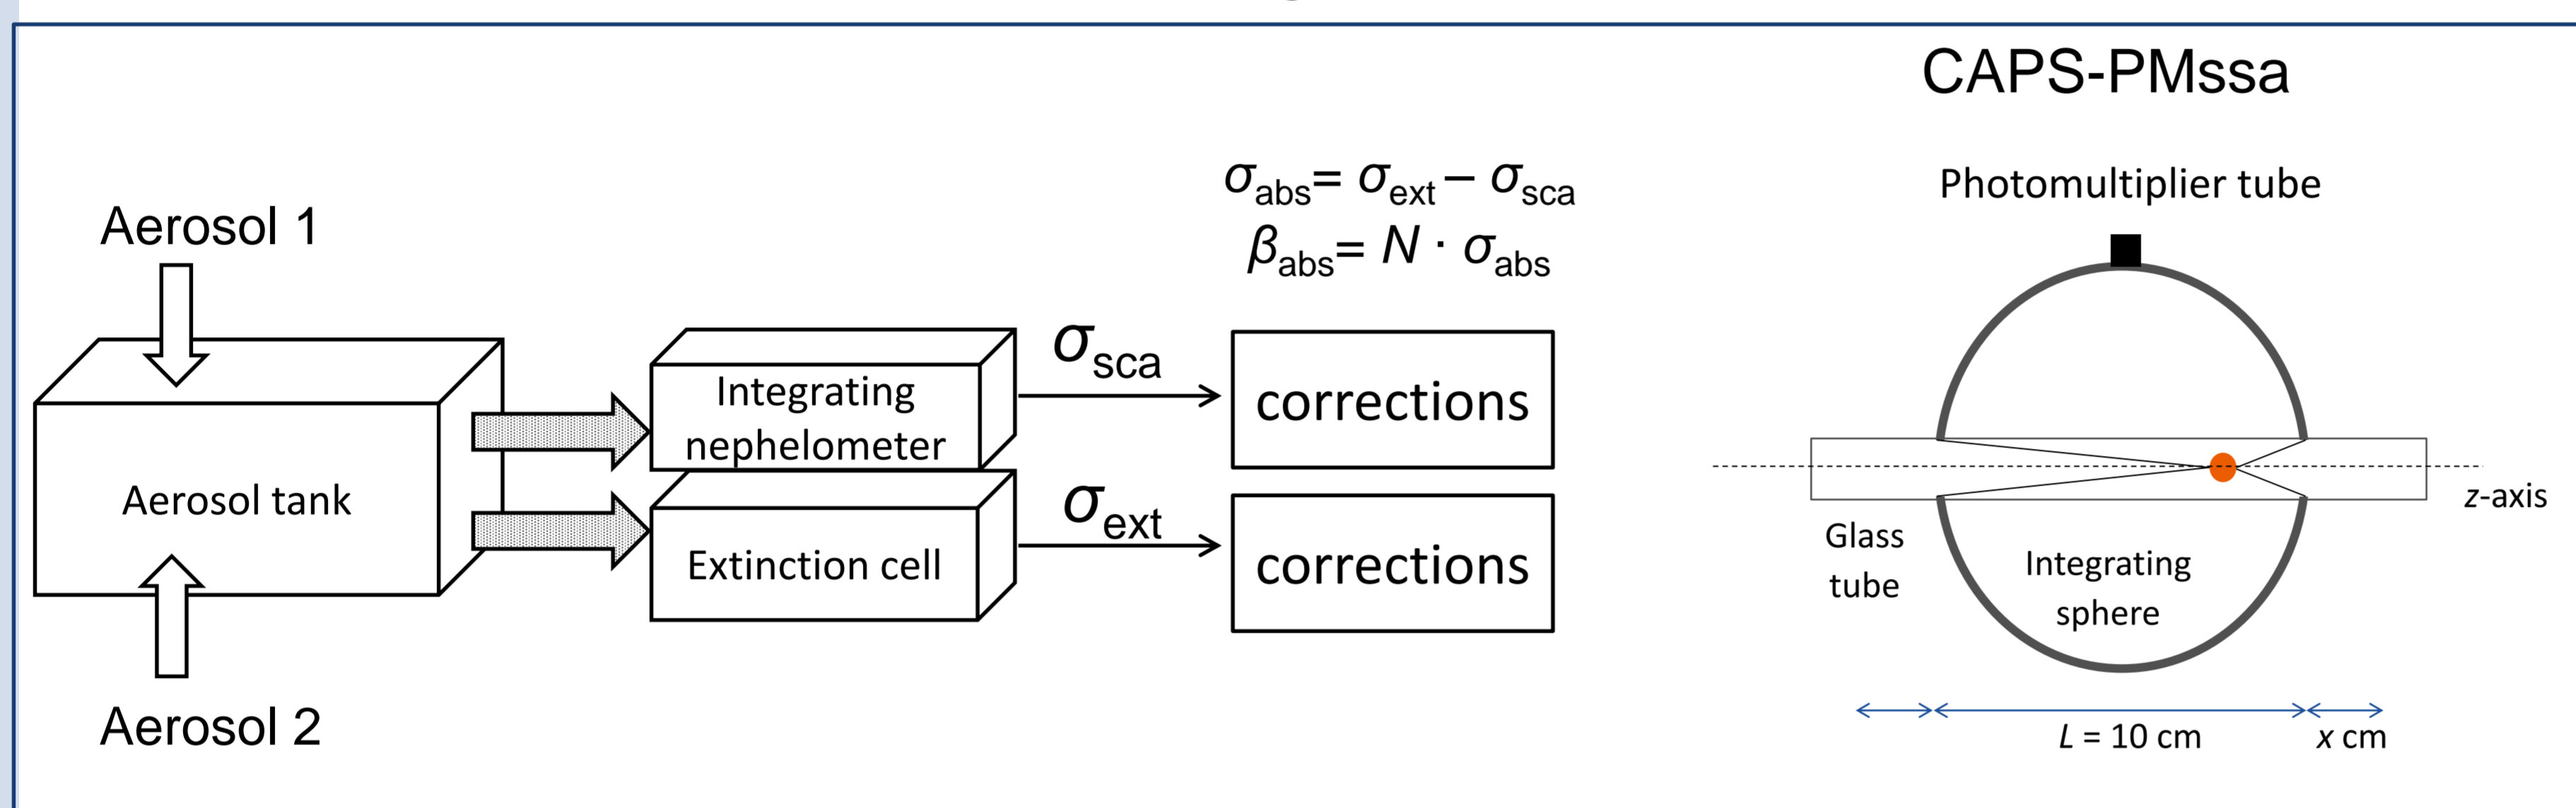 CAPS-PMssa
σabs= σext− σsca
βabs= N · σabs
Photomultiplier tube
Aerosol 1
σsca
Integrating
nephelometer
corrections
Aerosol tank
σext
Extinction cell
corrections
z-axis
Glass
tube
Integrating
sphere
Aerosol 2
L = 10 cm
x cm